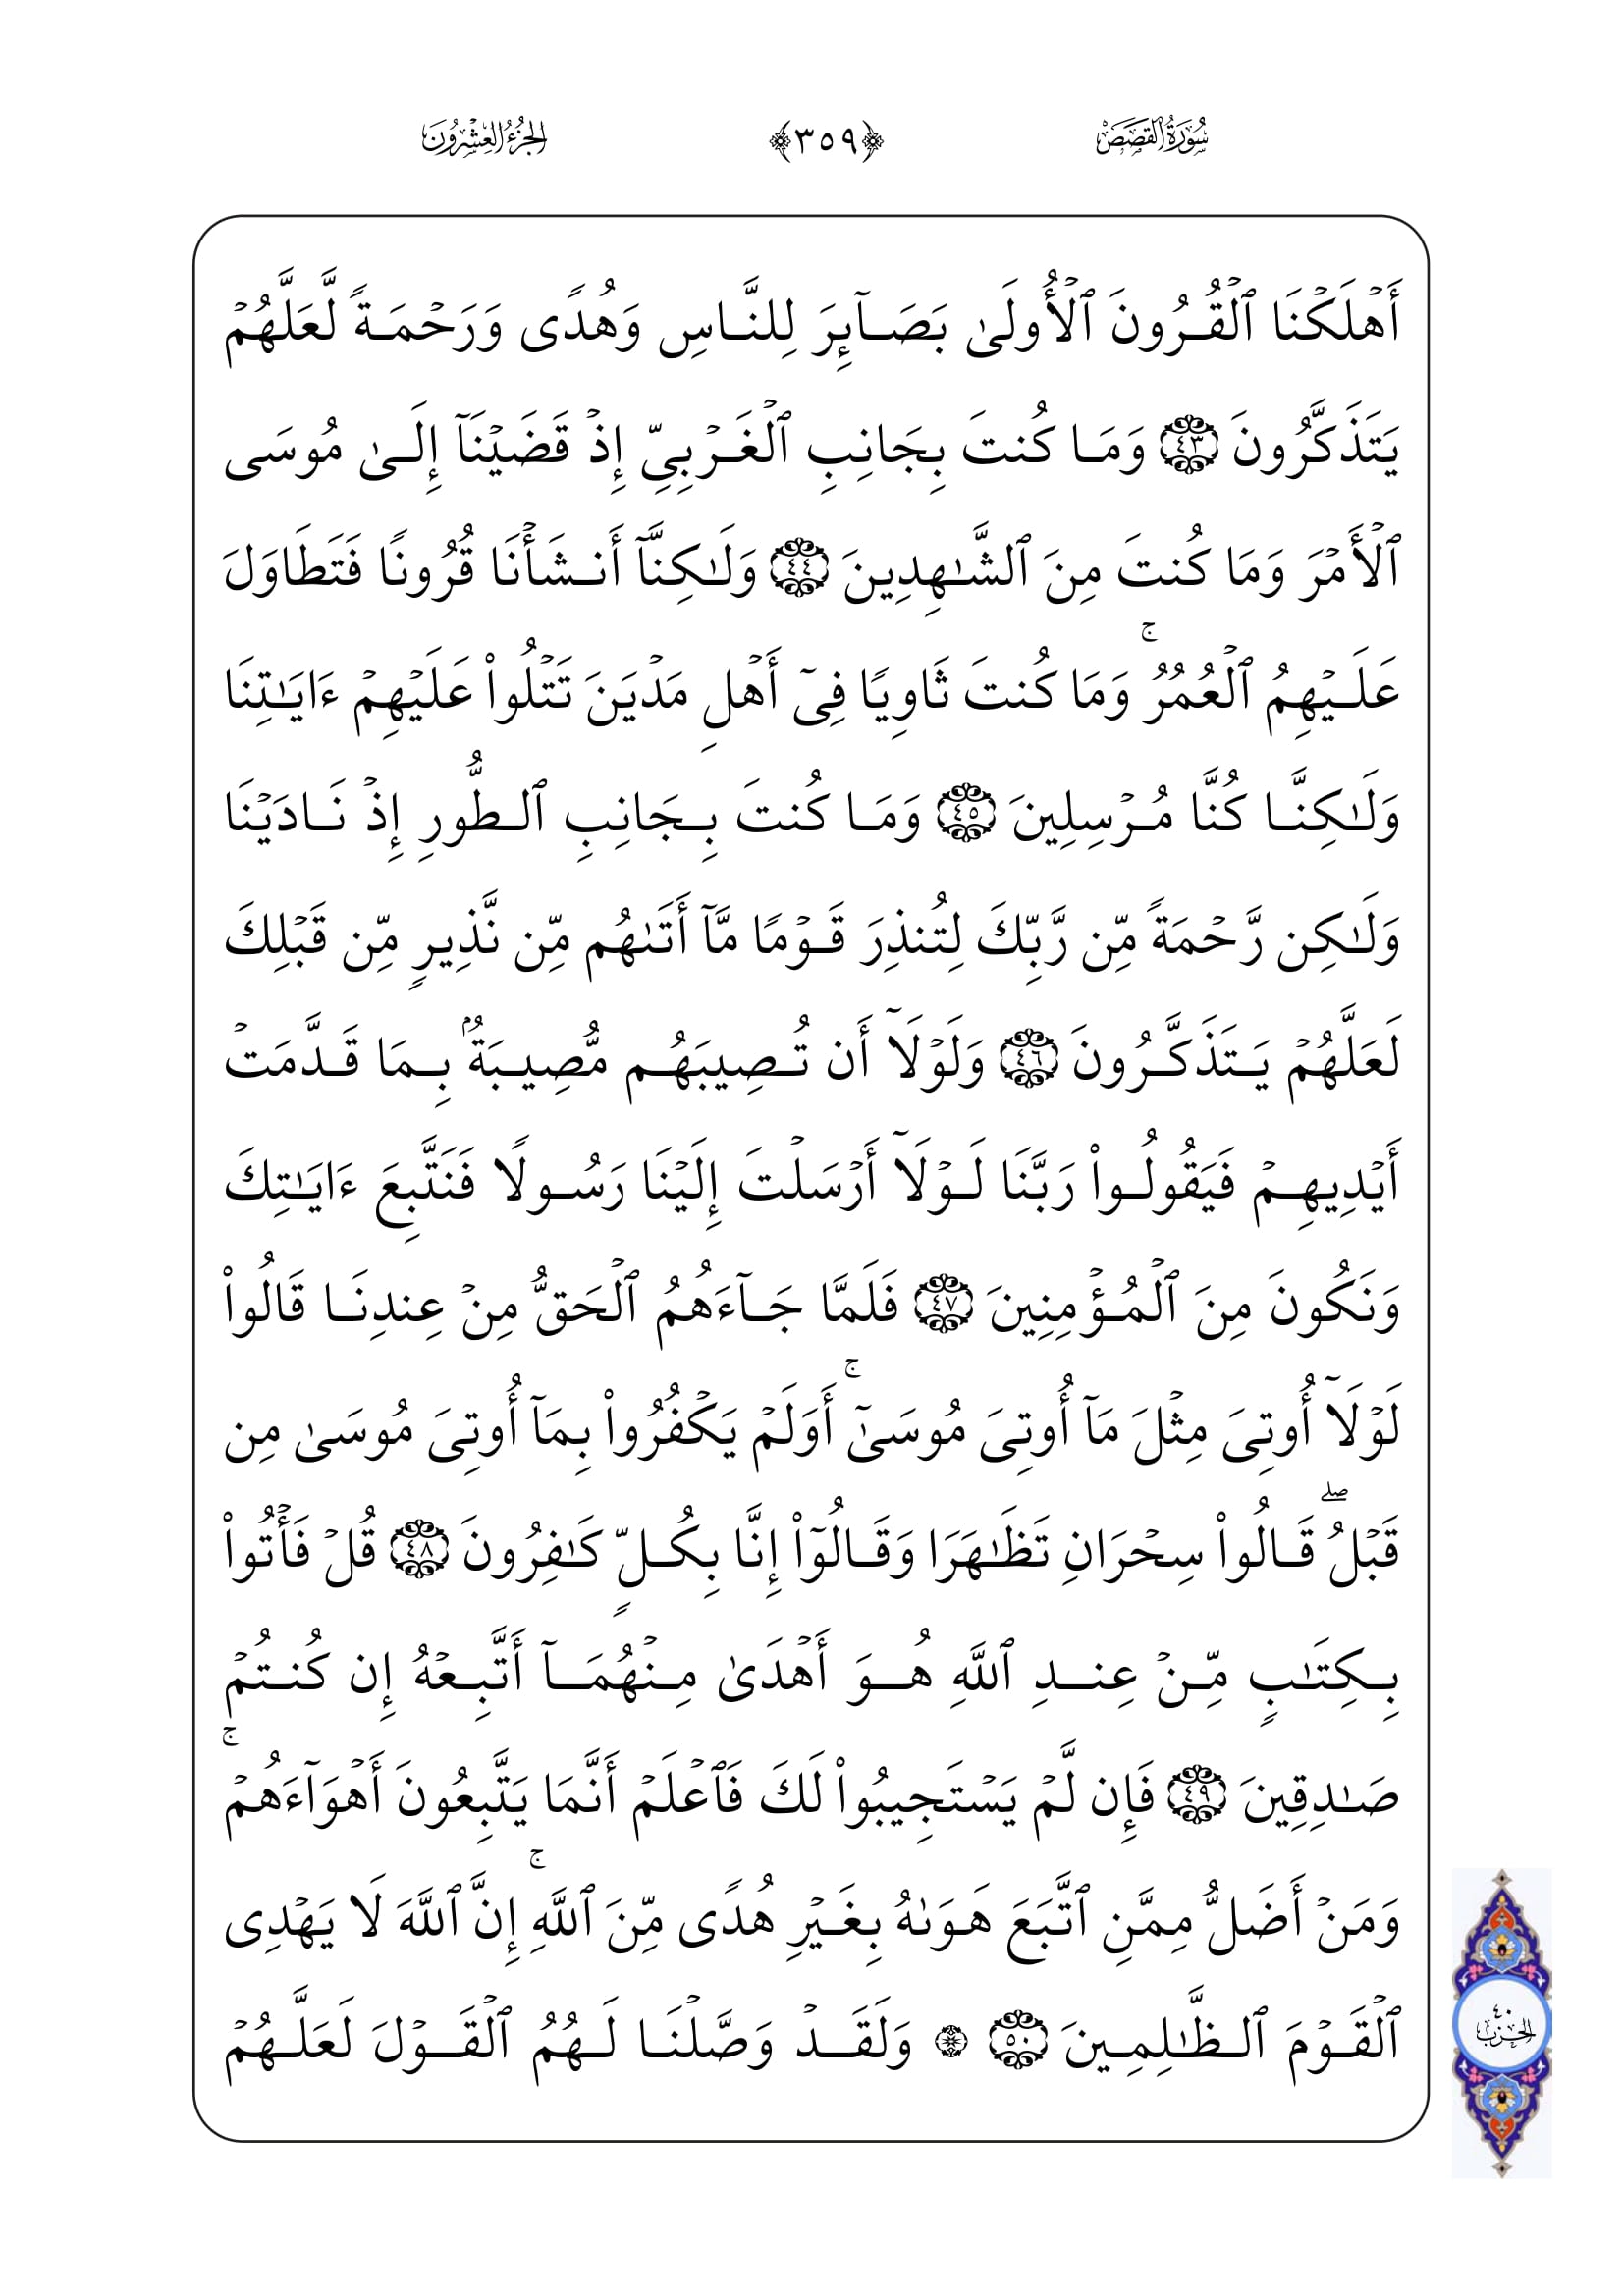 سُورَةُ القَصَصِ ﴿٣٥٩﴾ الجُزْءُ العِشْرُونَ
أَهۡلَكۡنَا ٱلۡقُرُونَ ٱلۡأُولَىٰ بَصَآئِرَ لِلنَّاسِ وَهُدًى وَرَحۡمَةً لَّعَلَّهُمۡ
يَتَذَكَّرُونَ ٤٣ وَمَا كُنتَ بِجَانِبِ ٱلۡغَرۡبِيِّ إِذۡ قَضَيۡنَآ إِلَىٰ مُوسَى
ٱلۡأَمۡرَ وَمَا كُنتَ مِنَ ٱلشَّٰهِدِينَ ٤٤ وَلَٰكِنَّآ أَنشَأۡنَا قُرُونًا فَتَطَاوَلَ
عَلَيۡهِمُ ٱلۡعُمُرُۚ وَمَا كُنتَ ثَاوِيًا فِىٓ أَهۡلِ مَدۡيَنَ تَتۡلُواْ عَلَيۡهِمۡ ءَايَٰتِنَا
وَلَٰكِنَّا كُنَّا مُرۡسِلِينَ ٤٥ وَمَا كُنتَ بِجَانِبِ ٱلطُّورِ إِذۡ نَادَيۡنَا
وَلَٰكِن رَّحۡمَةً مِّن رَّبِّكَ لِتُنذِرَ قَوۡمًا مَّآ أَتَىٰهُم مِّن نَّذِيرٍ مِّن قَبۡلِكَ
لَعَلَّهُمۡ يَتَذَكَّرُونَ ٤٦ وَلَوۡلَآ أَن تُصِيبَهُم مُّصِيبَةُۢ بِمَا قَدَّمَتۡ
أَيۡدِيهِمۡ فَيَقُولُواْ رَبَّنَا لَوۡلَآ أَرۡسَلۡتَ إِلَيۡنَا رَسُولًا فَنَتَّبِعَ ءَايَٰتِكَ
وَنَكُونَ مِنَ ٱلۡمُؤۡمِنِينَ ٤٧ فَلَمَّا جَآءَهُمُ ٱلۡحَقُّ مِنۡ عِندِنَا قَالُواْ
لَوۡلَآ أُوتِىَ مِثۡلَ مَآ أُوتِىَ مُوسَىٰٓۚ أَوَلَمۡ يَكۡفُرُواْ بِمَآ أُوتِىَ مُوسَىٰ مِن
قَبۡلُۖ قَالُواْ سِحۡرَانِ تَظَٰهَرَا وَقَالُوٓاْ إِنَّا بِكُلٍّ كَٰفِرُونَ ٤٨ قُلۡ فَأۡتُواْ
بِكِتَٰبٍ مِّنۡ عِندِ ٱللَّهِ هُوَ أَهۡدَىٰ مِنۡهُمَآ أَتَّبِعۡهُ إِن كُنتُمۡ
صَٰدِقِينَ ٤٩ فَإِن لَّمۡ يَسۡتَجِيبُواْ لَكَ فَٱعۡلَمۡ أَنَّمَا يَتَّبِعُونَ أَهۡوَآءَهُمۡۚ
وَمَنۡ أَضَلُّ مِمَّنِ ٱتَّبَعَ هَوَىٰهُ بِغَيۡرِ هُدًى مِّنَ ٱللَّهِۚ إِنَّ ٱللَّهَ لَا يَهۡدِى
ٱلۡقَوۡمَ ٱلظَّٰلِمِينَ ٥٠ ۞ وَلَقَدۡ وَصَّلۡنَا لَهُمُ ٱلۡقَوۡلَ لَعَلَّهُمۡ
٤٠
الحزب